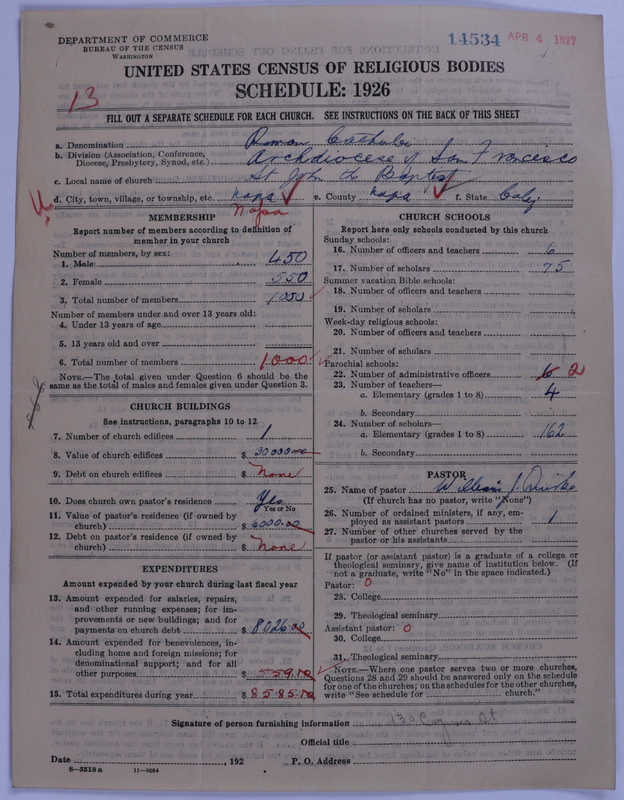 DEPARTMENT OF COMMERCE
BUREAU OF THE CENSUS
WASHINGTON
14534 APR 4 1927
UNITED STATES CENSUS OF RELIGIOUS BODIES
SCHEDULE: 1926
13
FILL OUT A SEPARATE SCHEDULE FOR EACH CHURCH. SEE INSTRUCTIONS ON THE BACK OF THIS SHEET
a. Denomination Roman Catholic
b. Division (Association, Conference, Diocese, Presbytery, Synod, etc.) Archdiocese of San Francisco
c. Local name of church St John the Baptist
d. City, town, village, or township, etc. Napa e. County Napa f. State Calif
Napa
MEMBERSHIP
Report number of members according to definition of
member in your church
Number of members, by sex:
1. Male 450
2. Female 550
3. Total number of members 1000
Number of members under and over 13 years old:
4. Under 13 years of age
5. 13 years old and over
6. Total number of members 1000
NOTE.—The total given under Question 6 should be the
same as the total of males and females given under Question 3.
CHURCH BUILDINGS
See instructions, paragraphs 10 to 12
7. Number of church edifices 1
8. Value of church edifices $ 30000
9. Debt on church edifices $ None
10. Does church own pastor's residence Yes
Yes or No
11. Value of pastor's residence (if owned by
church) $ 6000.00
12. Debt on pastor's residence (if owned by
church) $ None
EXPENDITURES
Amount expended by your church during last fiscal year
13. Amount expended for salaries, repairs,
and other running expenses; for im-
provements or new buildings; and for
payments on church debt $ 8026.00
14. Amount expended for benevolences, in-
cluding home and foreign missions; for
denominational support; and for all
other purposes $ 559.10
15. Total expenditures during year $ 8585.10
CHURCH SCHOOLS
Report here only schools conducted by this church
Sunday schools:
16. Number of officers and teachers 6
17. Number of scholars 75
Summer vacation Bible schools:
18. Number of officers and teachers
19. Number of scholars
Week-day religious schools:
20. Number of officers and teachers
21. Number of scholars
Parochial schools:
22. Number of administrative officers 6 2
23. Number of teachers—
a. Elementary (grades 1 to 8) 4
b. Secondary
24. Number of scholars—
a. Elementary (grades 1 to 8) 162
b. Secondary
PASTOR
25. Name of pastor William J. Quirke
(If church has no pastor, write "None")
26. Number of ordained ministers, if any, em-
ployed as assistant pastors 1
27. Number of other churches served by the
pastor or his assistants
If pastor (or assistant pastor) is a graduate of a college or
theological seminary, give name of institution below. (If
not a graduate, write "No" in the space indicated.)
Pastor: 0
28. College
29. Theological seminary
Assistant pastor: 0
30. College
31. Theological seminary
NOTE.—Where one pastor serves two or more churches,
Questions 28 and 29 should be answered only on the schedule
for one of the churches; on the schedules for the other churches,
write "See schedule for church."
Signature of person furnishing information
Official title
Date , 192 P. O. Address
8—5518 a 11—9054